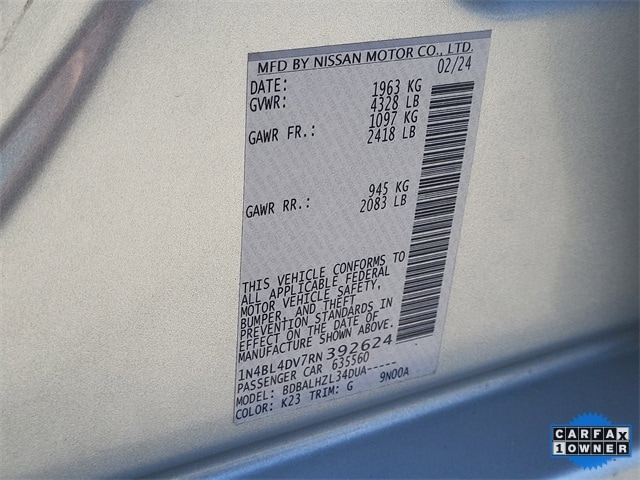 MFD BY NISSAN MOTOR CO., LTD.
DATE: 02/24
GVWR: 1963 KG
4328 LB
GAWR FR.: 1097 KG
2418 LB
GAWR RR.: 945 KG
2083 LB
THIS VEHICLE CONFORMS TO
ALL APPLICABLE FEDERAL
MOTOR VEHICLE SAFETY,
BUMPER, AND THEFT
PREVENTION STANDARDS IN
EFFECT ON THE DATE OF
MANUFACTURE SHOWN ABOVE.
1N4BL4DV7RN392624
PASSENGER CAR 635560
MODEL: BDBALHZL34DUA-----
COLOR: K23 TRIM: G 9N00A
CARFAX
1 OWNER